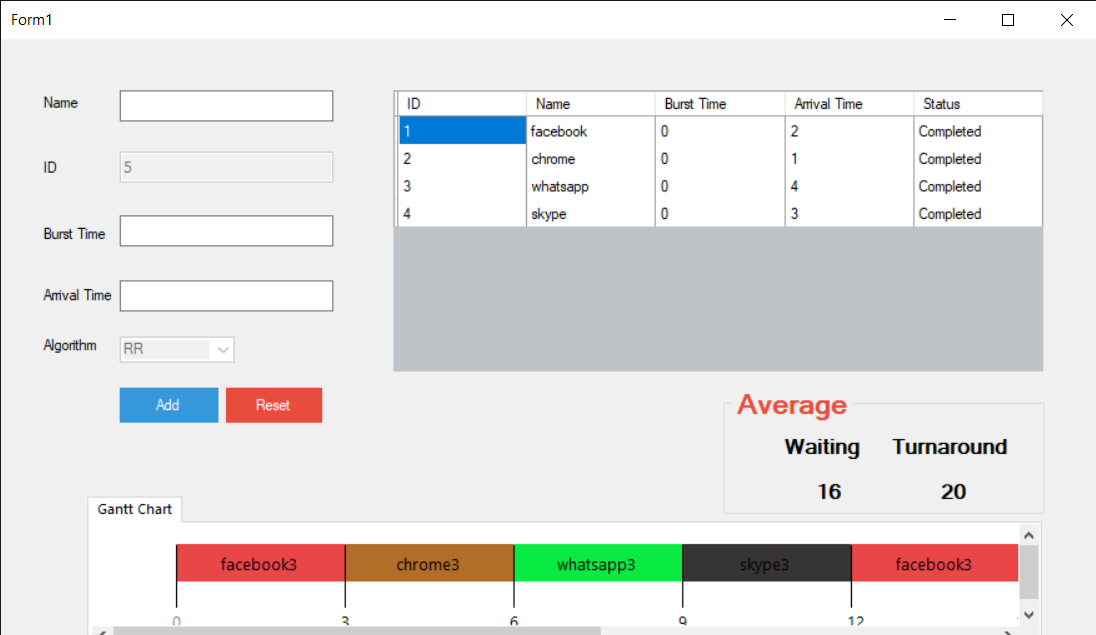 Form1
Name
ID
5
Burst Time
Arrival Time
Algorithm
RR
Add
Reset
ID Name Burst Time Arrival Time Status
1 facebook 0 2 Completed
2 chrome 0 1 Completed
3 whatsapp 0 4 Completed
4 skype 0 3 Completed
Average
Waiting Turnaround
16 20
Gantt Chart
facebook3 chrome3 whatsapp3 skype3 facebook3
0 3 6 9 12